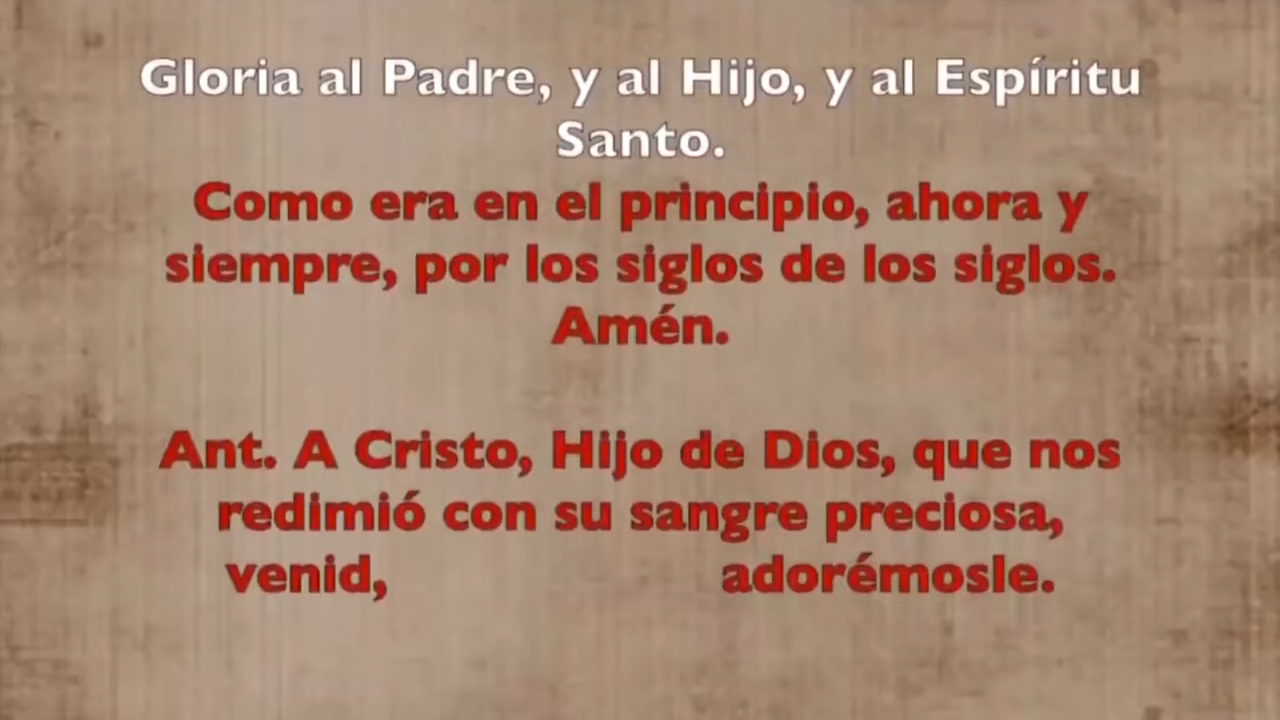 Gloria al Padre, y al Hijo, y al Espíritu
Santo.
Como era en el principio, ahora y
siempre, por los siglos de los siglos.
Amén.
Ant. A Cristo, Hijo de Dios, que nos
redimió con su sangre preciosa,
venid, adorémosle.